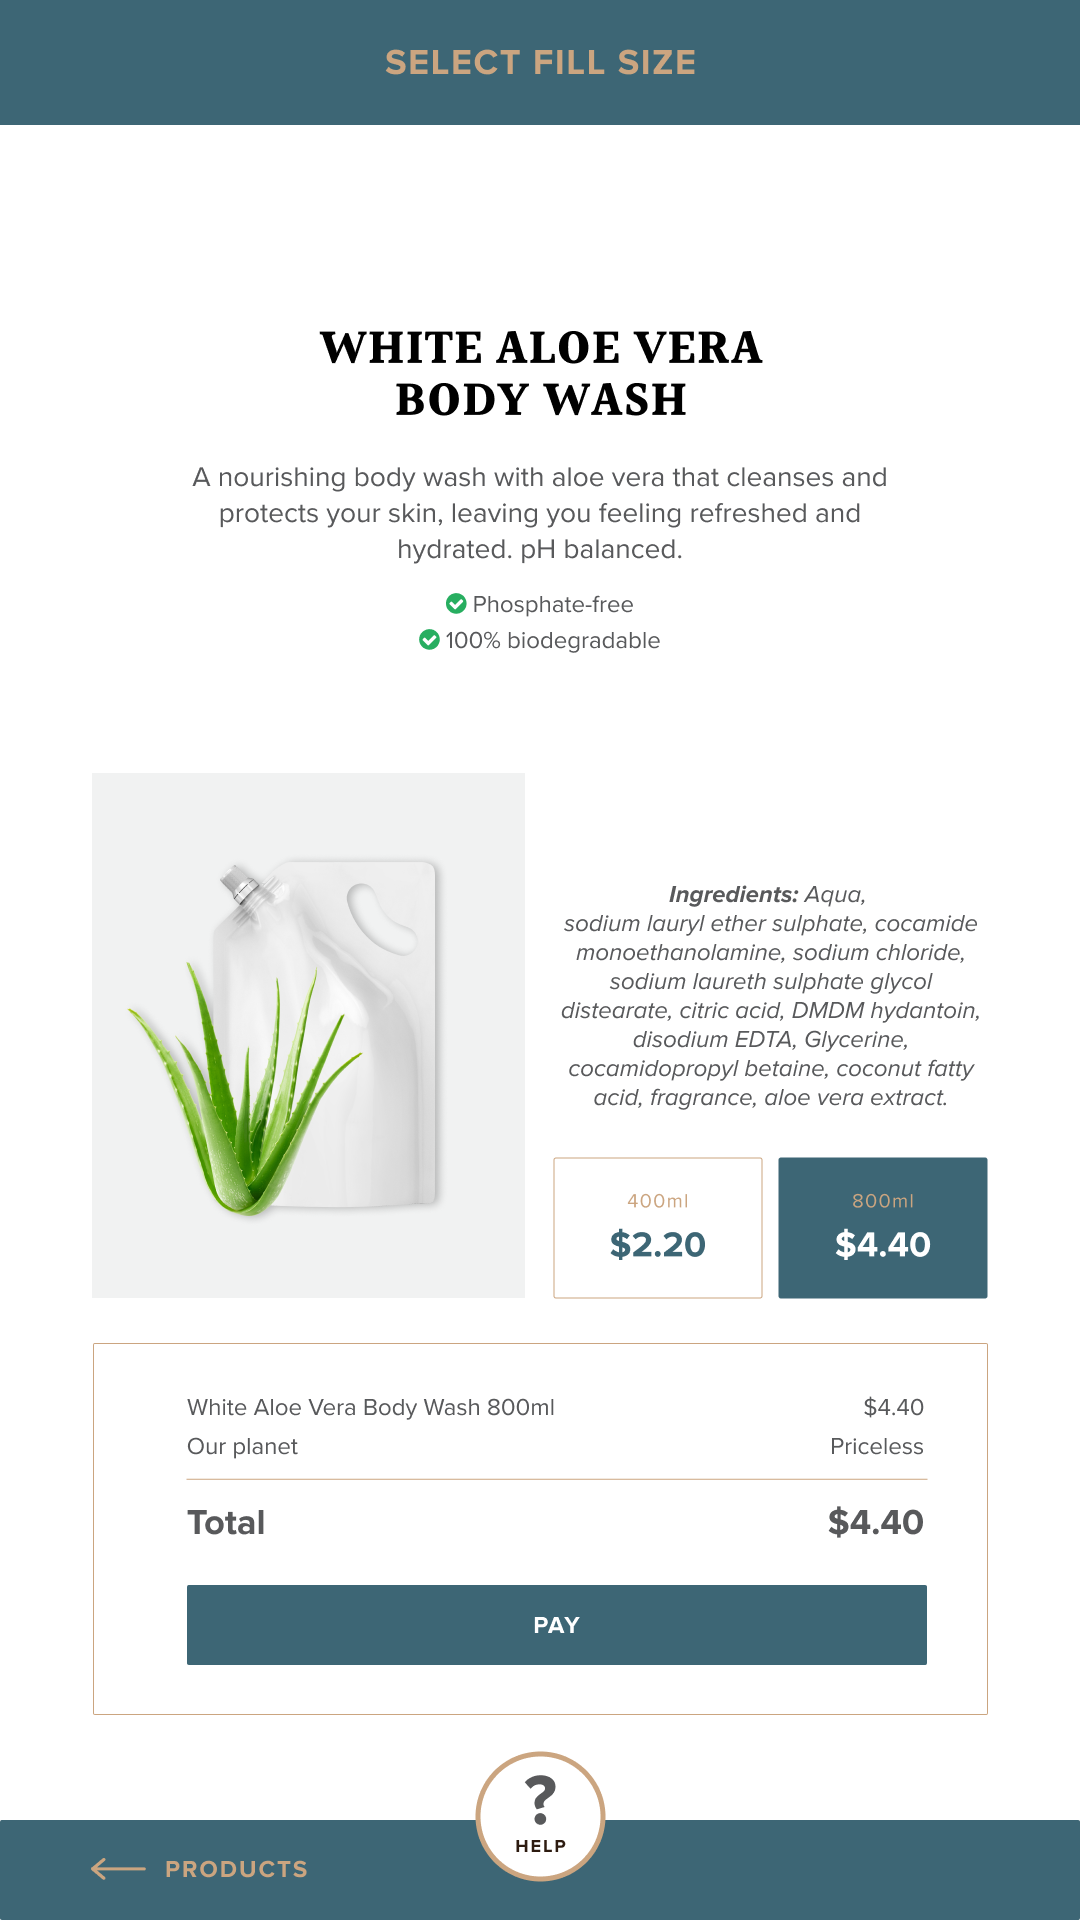 SELECT FILL SIZE
WHITE ALOE VERA
BODY WASH
A nourishing body wash with aloe vera that cleanses and
protects your skin, leaving you feeling refreshed and
hydrated. pH balanced.
Phosphate-free
100% biodegradable
Ingredients: Aqua,
sodium lauryl ether sulphate, cocamide
monoethanolamine, sodium chloride,
sodium laureth sulphate glycol
distearate, citric acid, DMDM hydantoin,
disodium EDTA, Glycerine,
cocamidopropyl betaine, coconut fatty
acid, fragrance, aloe vera extract.
400ml
$2.20
800ml
$4.40
White Aloe Vera Body Wash 800ml $4.40
Our planet Priceless
Total $4.40
PAY
?
HELP
PRODUCTS